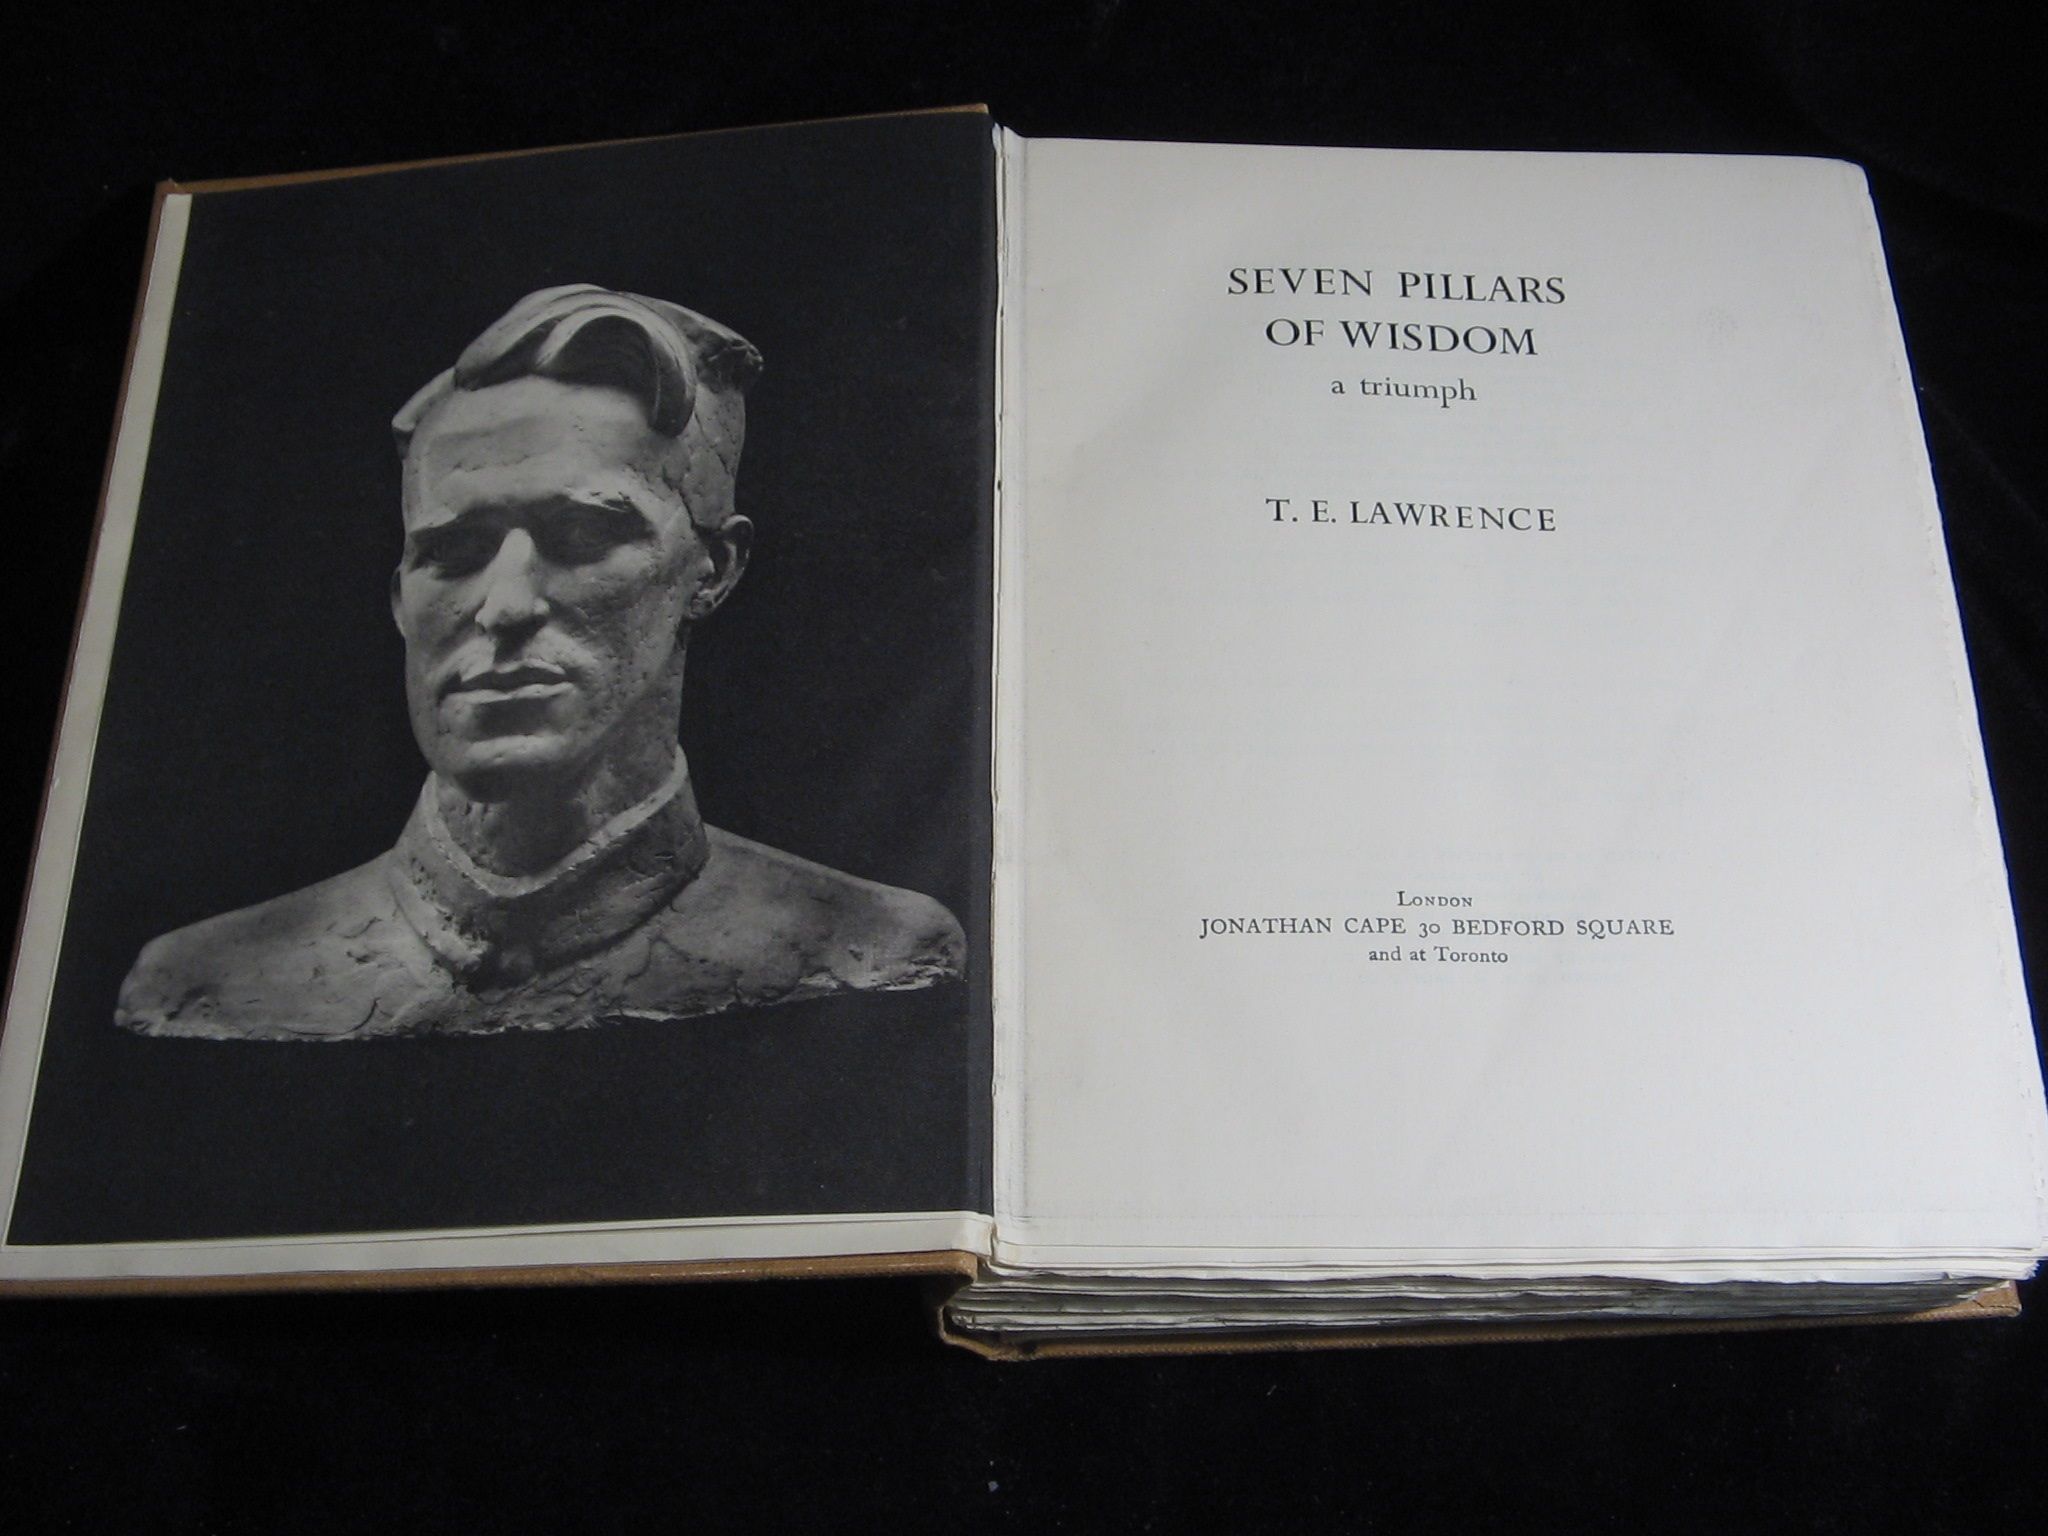 SEVEN PILLARS
OF WISDOM
a triumph
T. E. LAWRENCE
LONDON
JONATHAN CAPE 30 BEDFORD SQUARE
and at Toronto